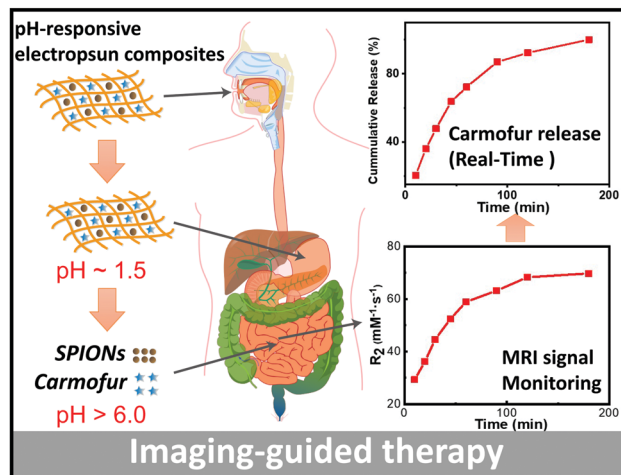 pH-responsive
electropsun composites
pH ~ 1.5
SPIONs
Carmofur
pH > 6.0
Cummulative Release (%)
80
40
Carmofur release
(Real-Time )
0 100 200
Time (min)
R2 (mM-1·s-1)
80
60
40
20
MRI signal
Monitoring
0 100 200
Time (min)
Imaging-guided therapy